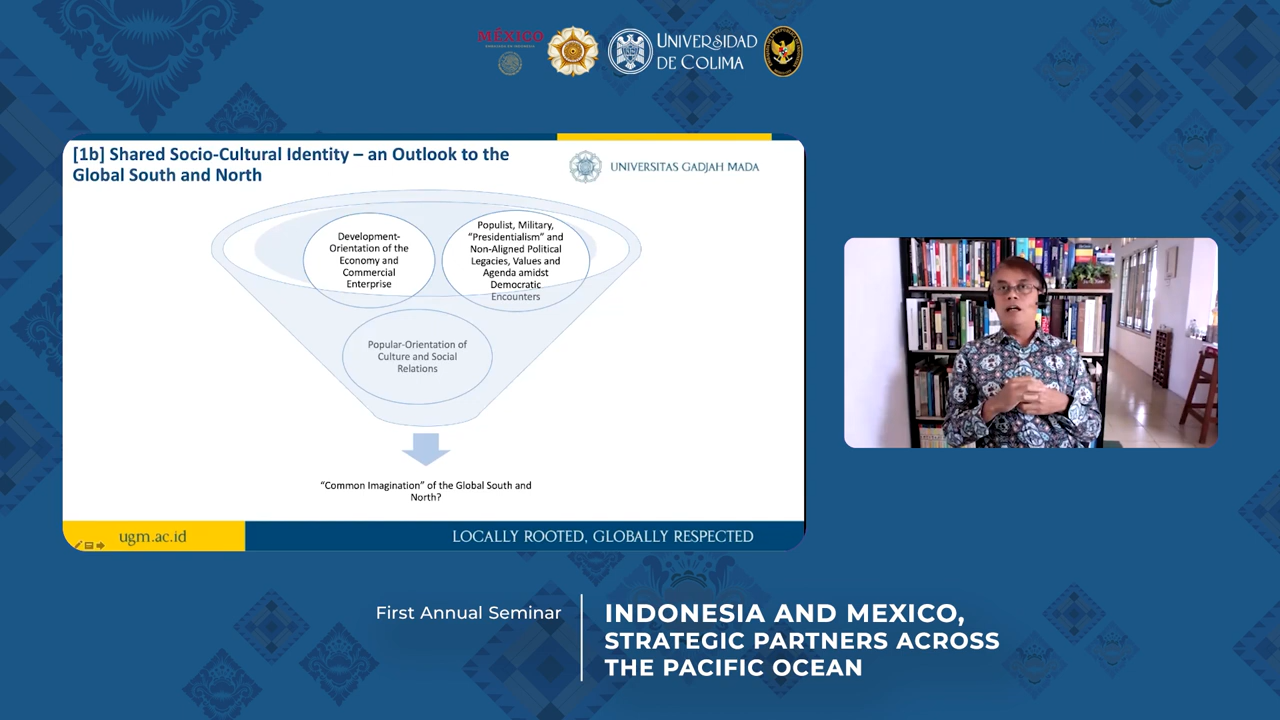 MÉXICO
UNIVERSIDAD
DE COLIMA
[1b] Shared Socio-Cultural Identity – an Outlook to the
Global South and North
UNIVERSITAS GADJAH MADA
Development-
Orientation of the
Economy and
Commercial
Enterprise
Populist, Military,
“Presidentialism” and
Non-Aligned Political
Legacies, Values and
Agenda amidst
Democratic
Encounters
Popular-Orientation of
Culture and Social
Relations
“Common Imagination” of the Global South and
North?
ugm.ac.id
LOCALLY ROOTED, GLOBALLY RESPECTED
First Annual Seminar
INDONESIA AND MEXICO,
STRATEGIC PARTNERS ACROSS
THE PACIFIC OCEAN